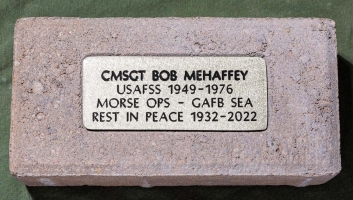 CMSGT BOB MEHAFFEY
USAFSS 1949-1976
MORSE OPS - GAFB SEA
REST IN PEACE 1932-2022